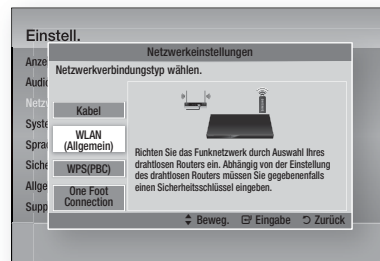 Einstell.
Netzwerkeinstellungen
Anze
Netzwerkverbindungstyp wählen.
Audio
Netzw
Kabel
Syste
WLAN
(Allgemein)
Sprac
Richten Sie das Funknetzwerk durch Auswahl Ihres
drahtlosen Routers ein. Abhängig von der Einstellung
des drahtlosen Routers müssen Sie gegebenenfalls
einen Sicherheitsschlüssel eingeben.
Siche
WPS(PBC)
Allge
One Foot
Connection
Supp
Beweg. Eingabe Zurück